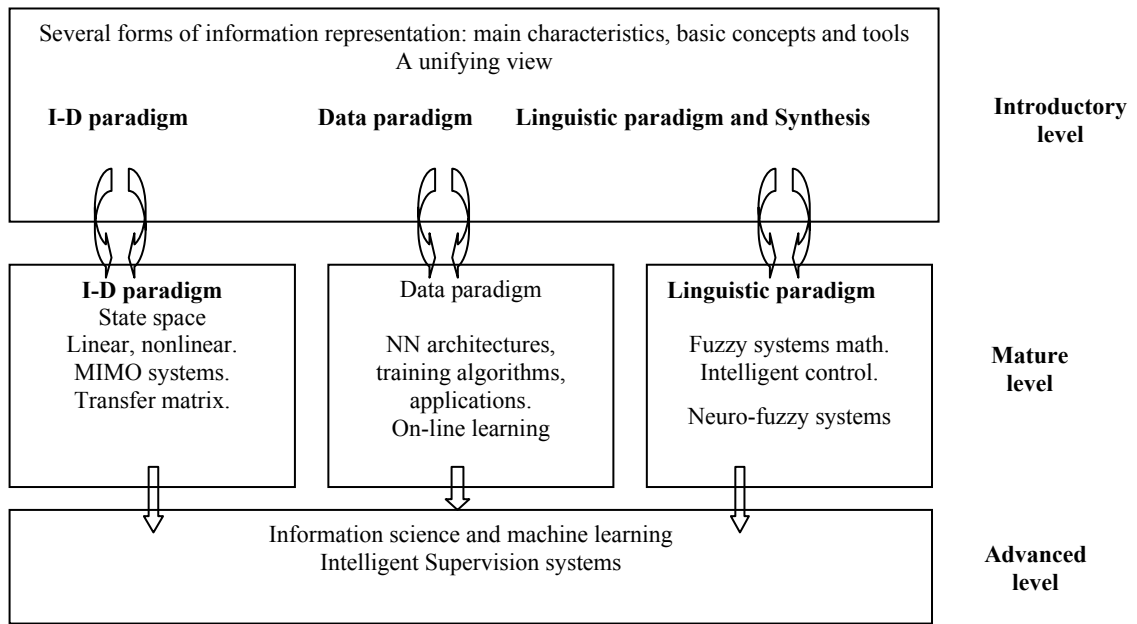 Several forms of information representation: main characteristics, basic concepts and tools
A unifying view
I-D paradigm
Data paradigm
Linguistic paradigm and Synthesis
Introductory
level
I-D paradigm
State space
Linear, nonlinear.
MIMO systems.
Transfer matrix.
Data paradigm
NN architectures,
training algorithms,
applications.
On-line learning
Linguistic paradigm
Fuzzy systems math.
Intelligent control.
Neuro-fuzzy systems
Mature
level
Information science and machine learning
Intelligent Supervision systems
Advanced
level